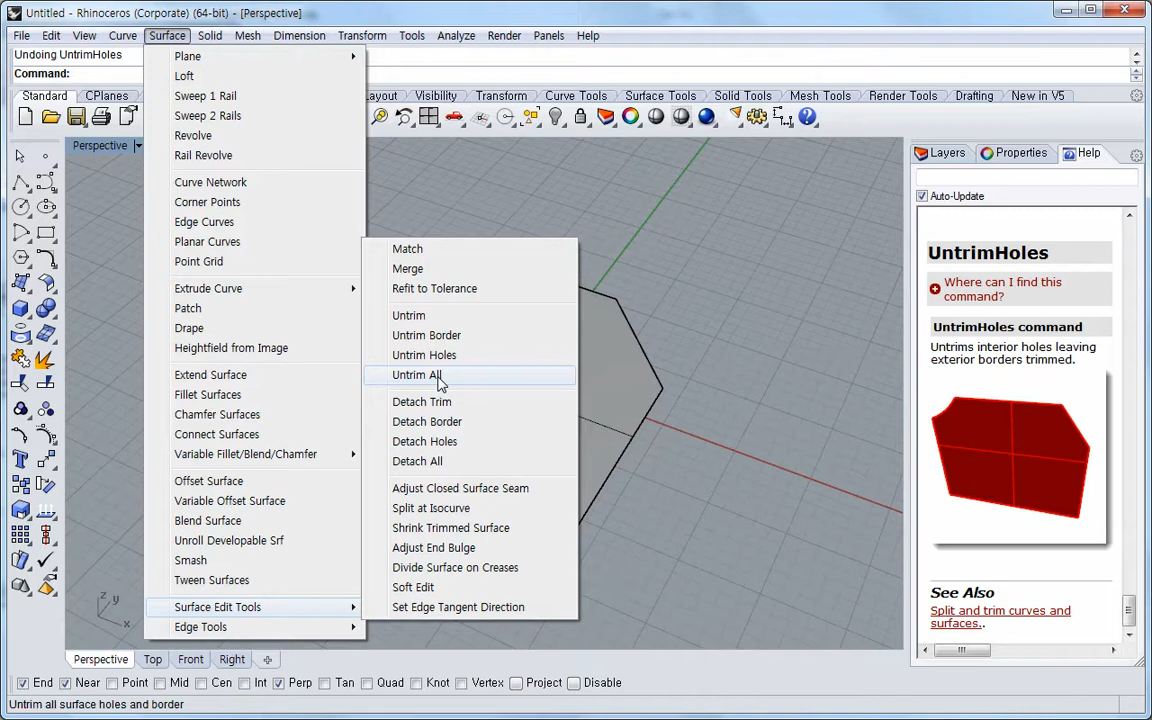 Untitled - Rhinoceros (Corporate) (64-bit) - [Perspective]
File Edit View Curve Surface Solid Mesh Dimension Transform Tools Analyze Render Panels Help
Undoing UntrimHoles
Command:
Standard CPlanes Layout Visibility Transform Curve Tools Surface Tools Solid Tools Mesh Tools Render Tools Drafting New in V5
Perspective
Plane
Loft
Sweep 1 Rail
Sweep 2 Rails
Revolve
Rail Revolve
Curve Network
Corner Points
Edge Curves
Planar Curves
Point Grid
Extrude Curve
Patch
Drape
Heightfield from Image
Extend Surface
Fillet Surfaces
Chamfer Surfaces
Connect Surfaces
Variable Fillet/Blend/Chamfer
Offset Surface
Variable Offset Surface
Blend Surface
Unroll Developable Srf
Smash
Tween Surfaces
Surface Edit Tools
Edge Tools
Match
Merge
Refit to Tolerance
Untrim
Untrim Border
Untrim Holes
Untrim All
Detach Trim
Detach Border
Detach Holes
Detach All
Adjust Closed Surface Seam
Split at Isocurve
Shrink Trimmed Surface
Adjust End Bulge
Divide Surface on Creases
Soft Edit
Set Edge Tangent Direction
Layers Properties Help
Auto-Update
UntrimHoles
Where can I find this
command?
UntrimHoles command
Untrims interior holes leaving
exterior borders trimmed.
See Also
Split and trim curves and
surfaces..
z y
x
Perspective Top Front Right
End Near Point Mid Cen Int Perp Tan Quad Knot Vertex Project Disable
Untrim all surface holes and border